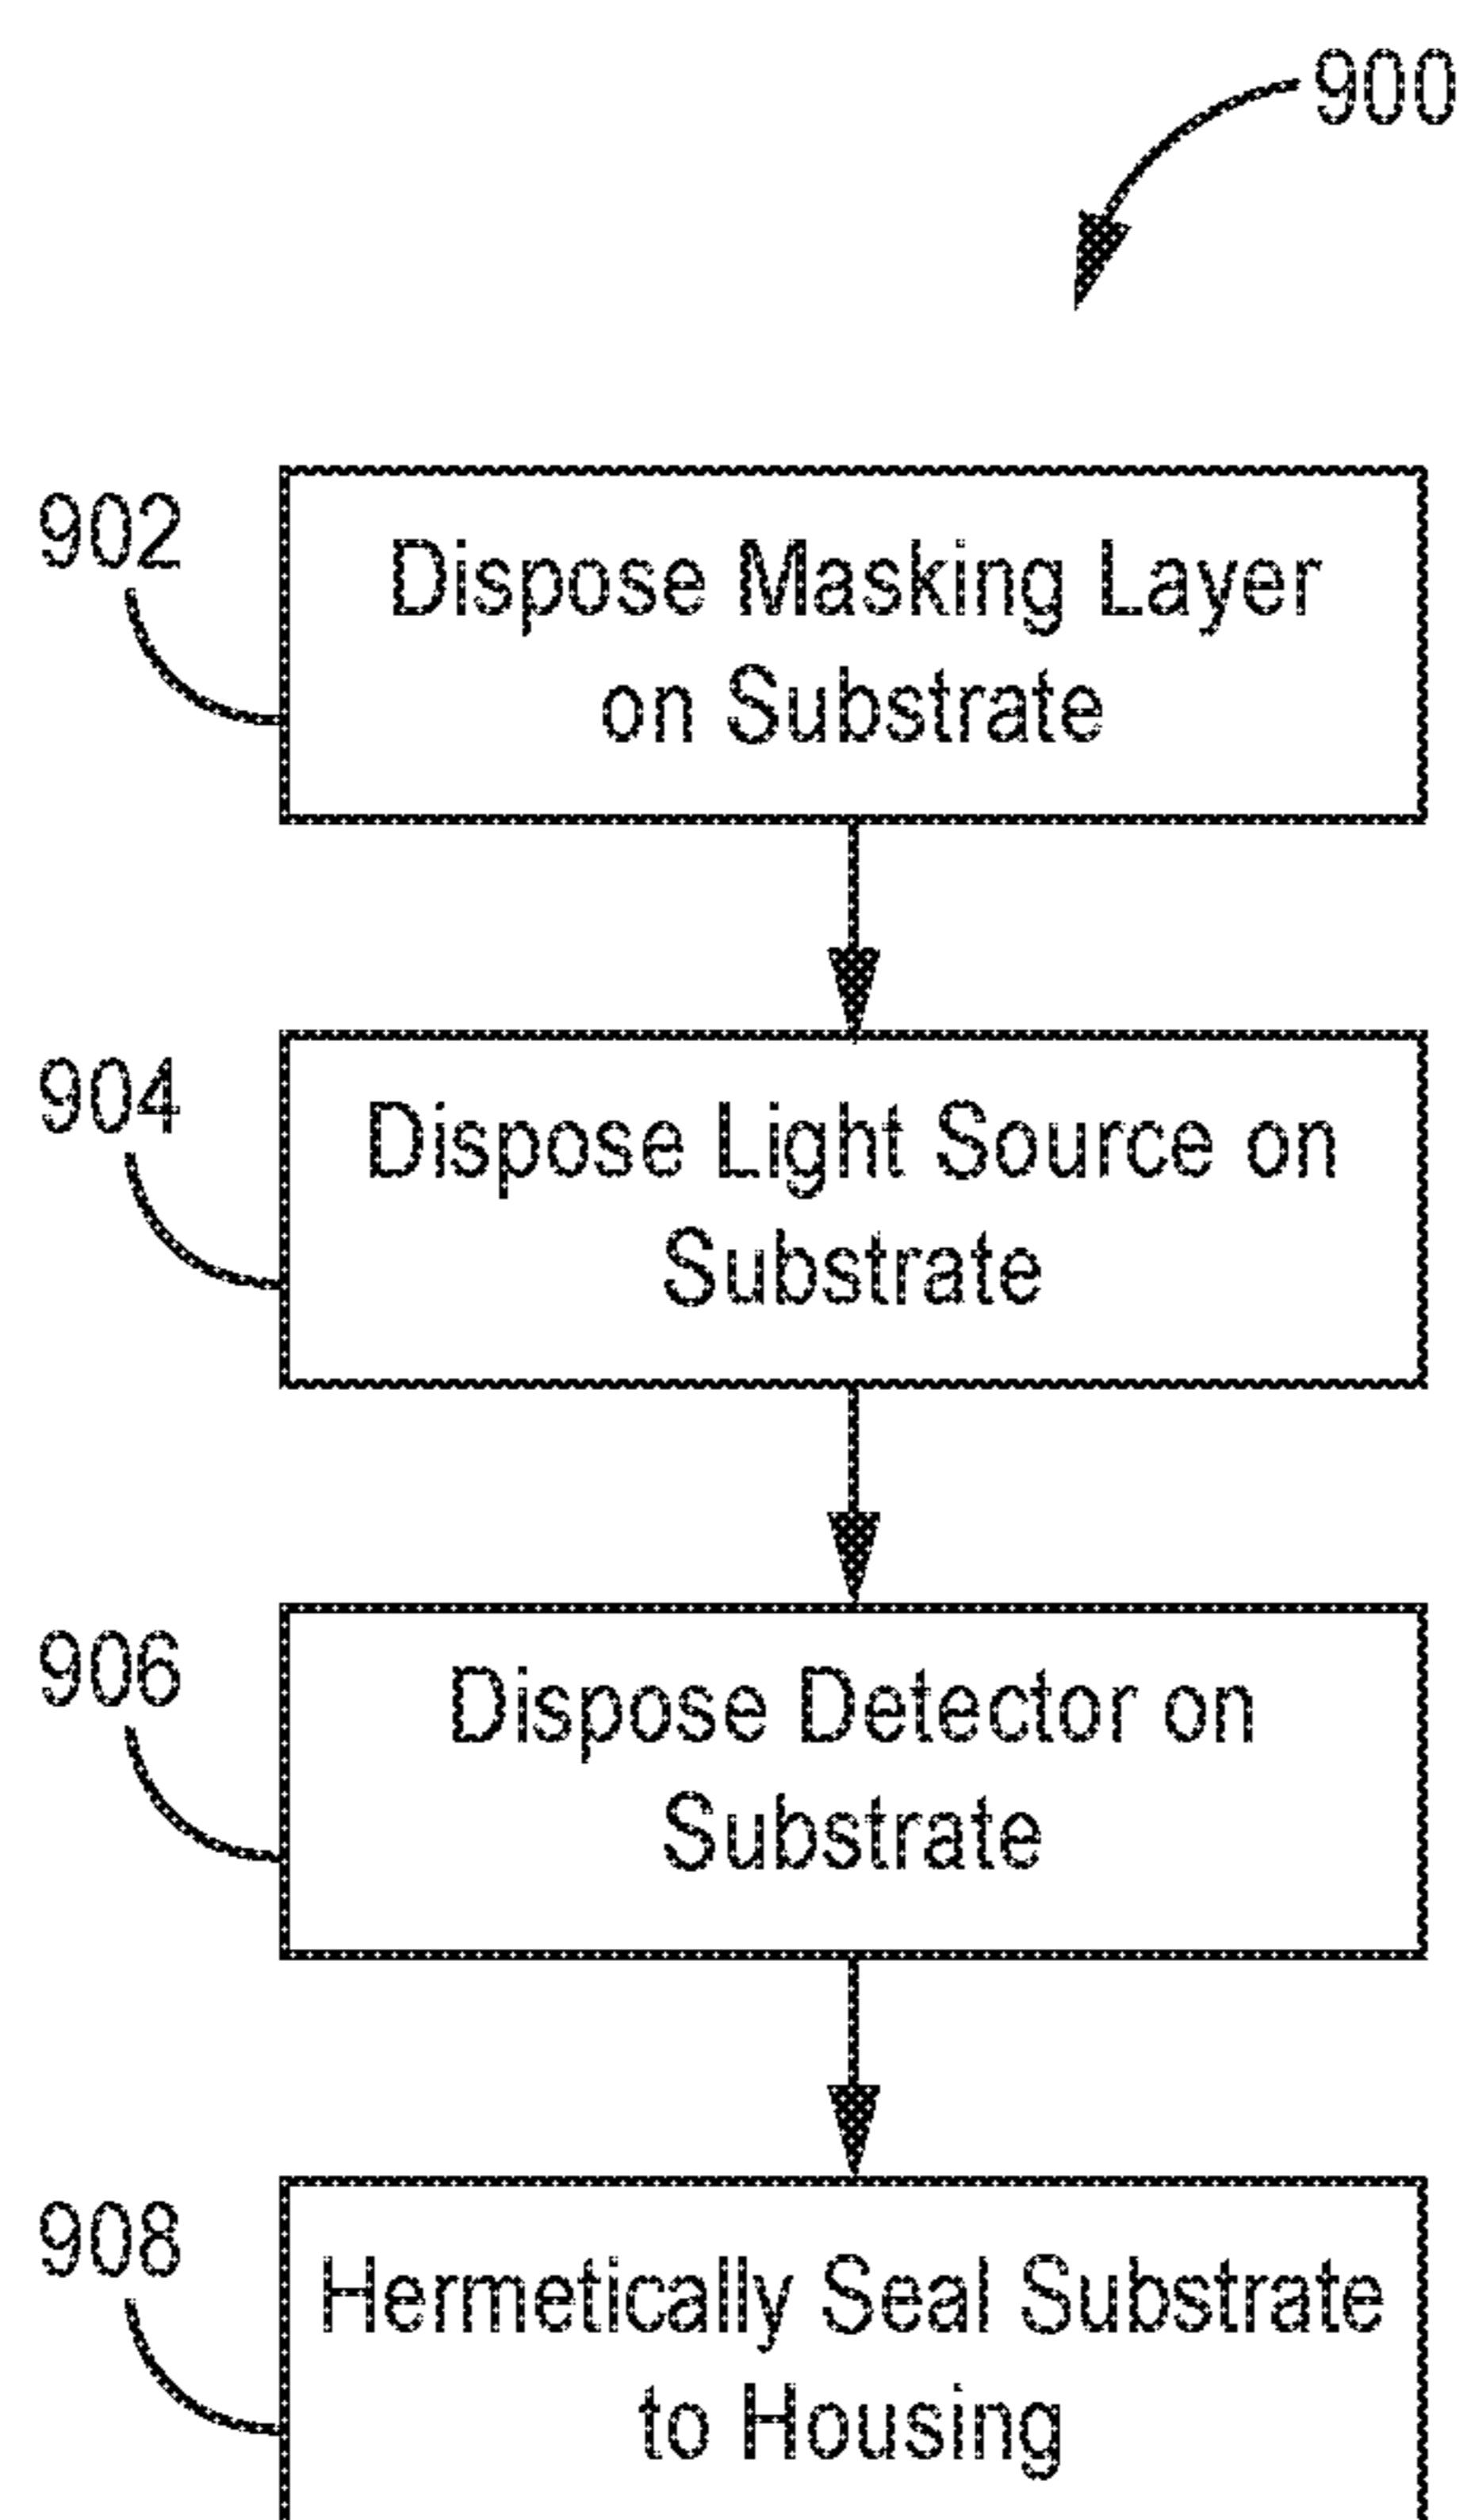 900
902
Dispose Masking Layer
on Substrate
904
Dispose Light Source on
Substrate
906
Dispose Detector on
Substrate
908
Hermetically Seal Substrate
to Housing